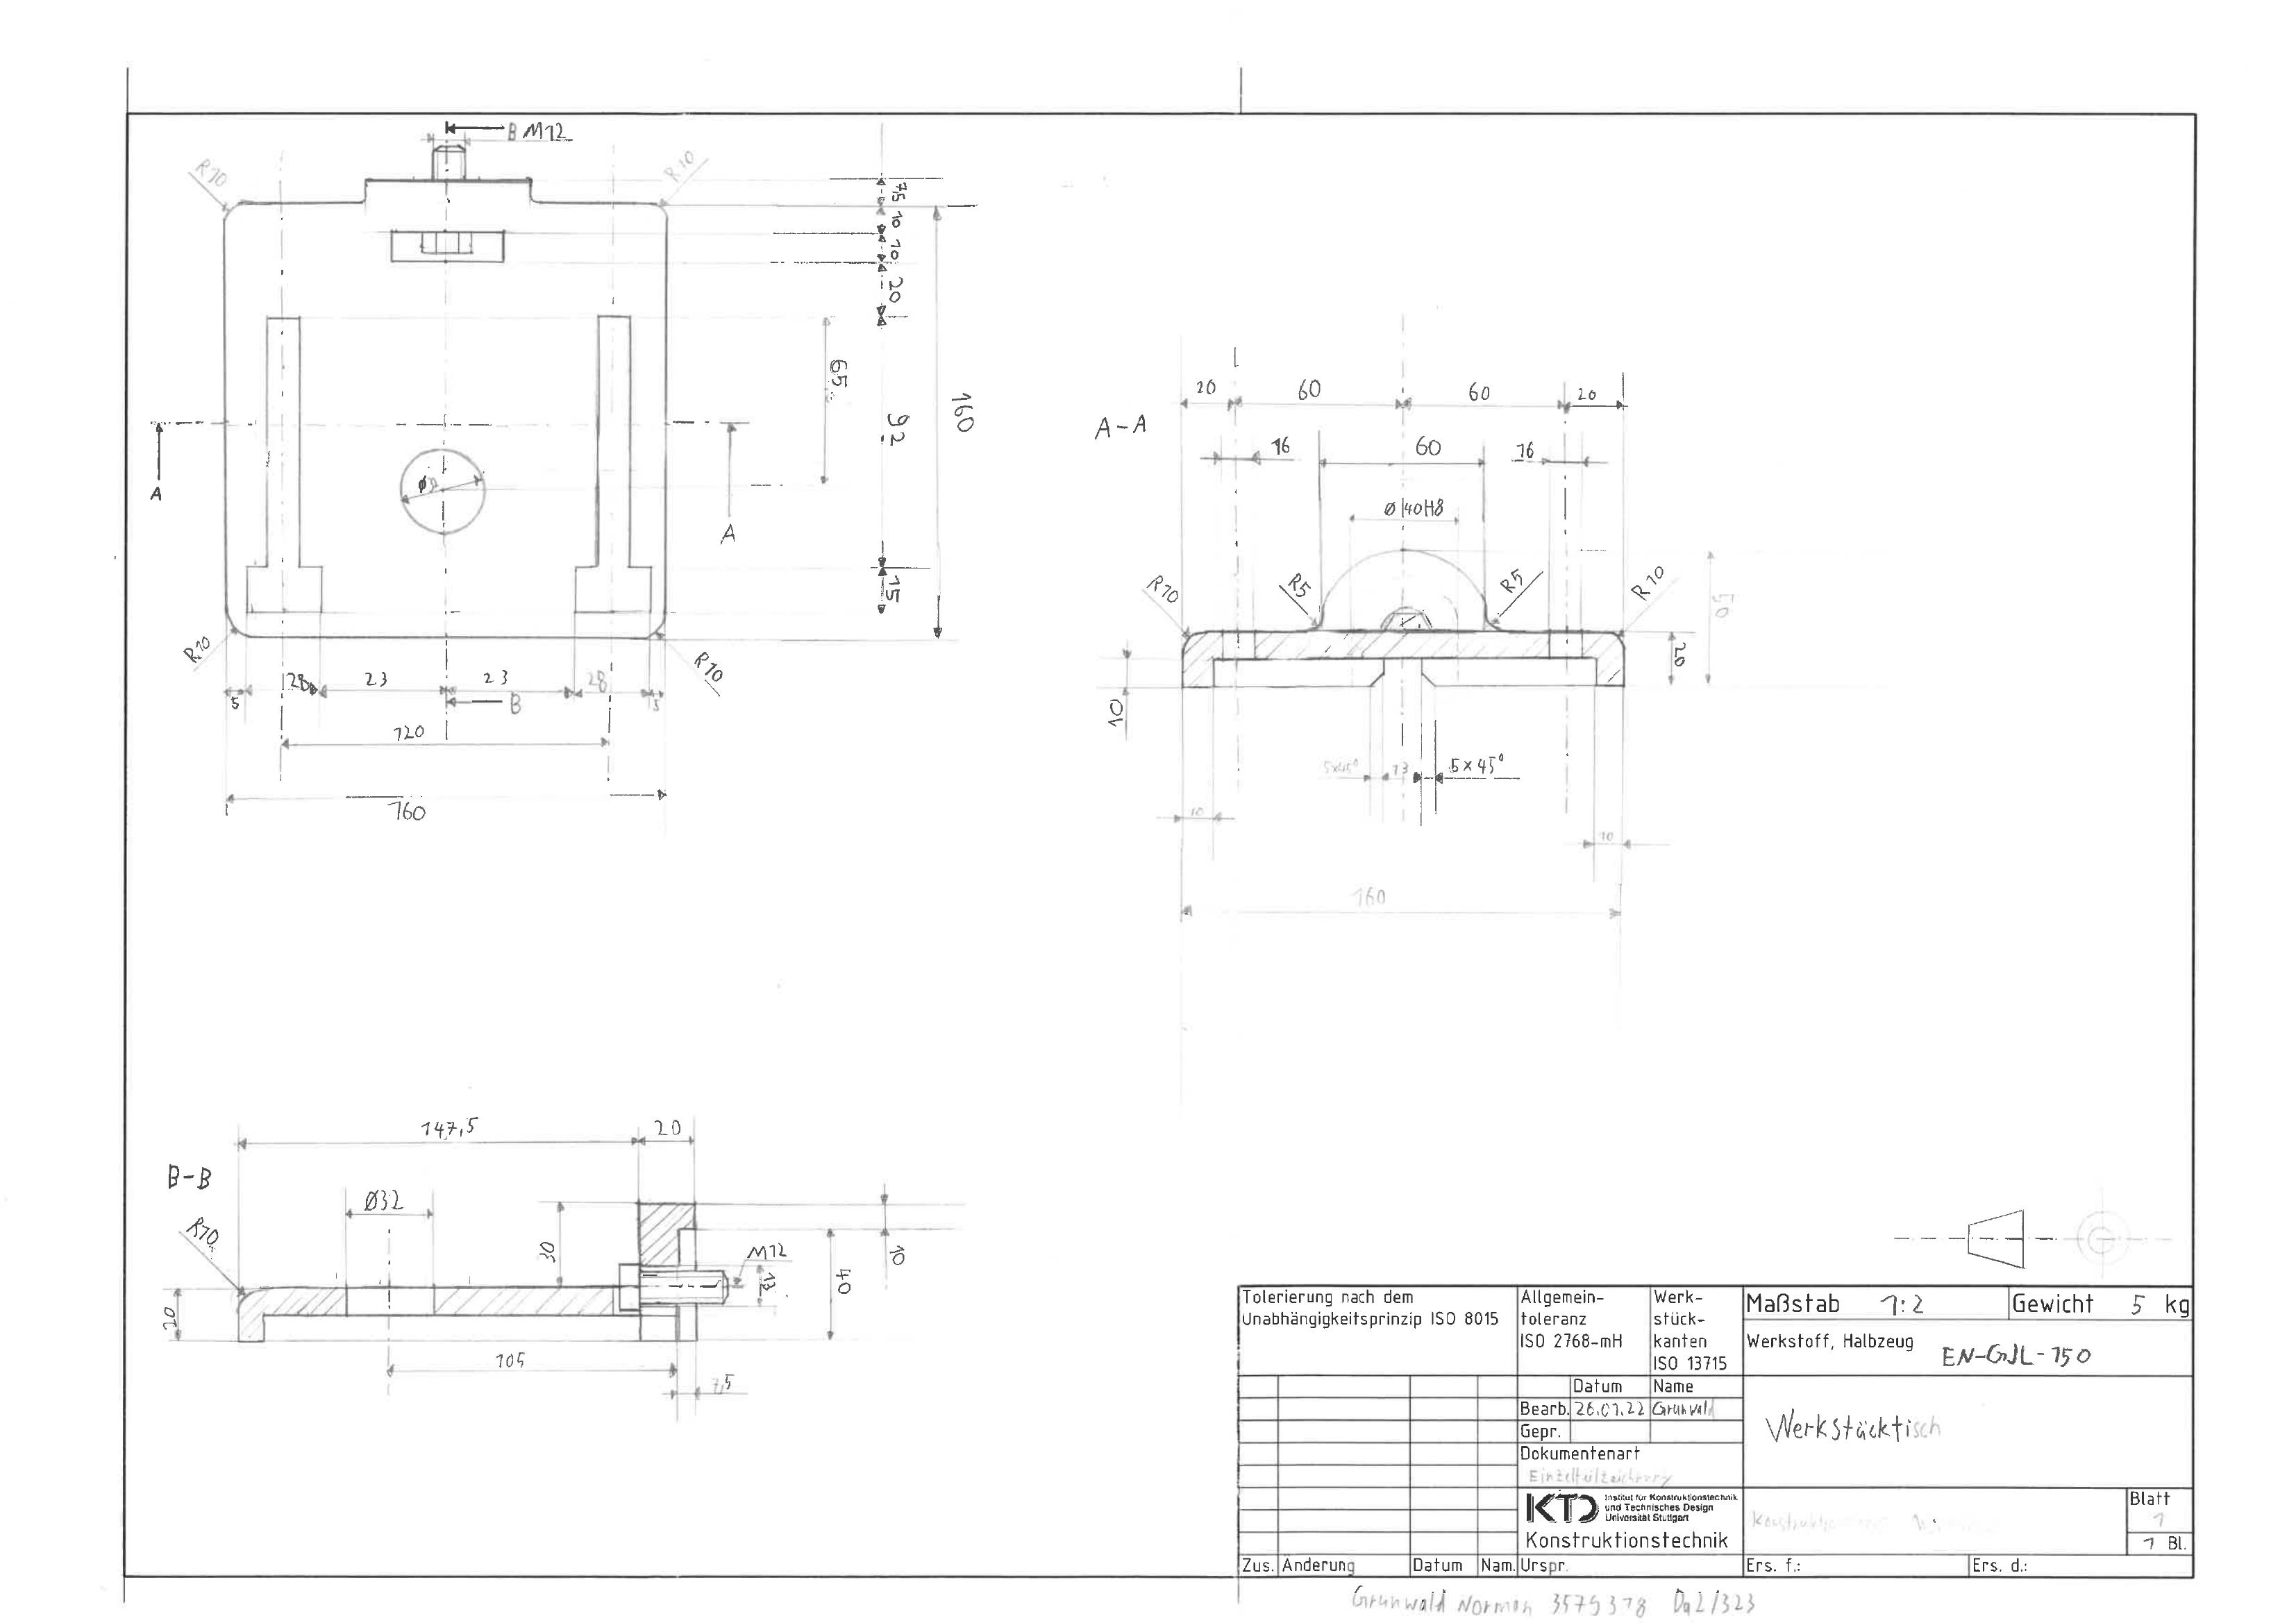 B M12
R10
R10
7,5
10
10
20
65
92
160
15
Ø32
A
A
R10
R10
5
28
23
23
28
5
B
120
160
A-A
20
60
60
20
16
60
16
Ø40H8
R10
R5
R5
R10
50
20
10
5x45°
13
5x45°
10
10
160
B-B
147,5
20
R10
Ø32
30
M12
13
40
10
20
105
7,5
Tolerierung nach dem
Unabhängigkeitsprinzip ISO 8015
Allgemein-
toleranz
ISO 2768-mH
Werk-
stück-
kanten
ISO 13715
Maßstab 1:2
Gewicht 5 kg
Werkstoff, Halbzeug EN-GJL-150
Datum Name
Bearb. 26.01.22 Grunwald
Gepr.
Dokumentenart
Einzelteilzeichnung
Werkstücktisch
KTD Institut für Konstruktionstechnik
und Technisches Design
Universität Stuttgart
Konstruktionstechnik
Blatt
1
1 Bl.
Zus. Änderung Datum Nam. Urspr. Ers. f.: Ers. d.:
Grunwald Norman 3575378 Da2/323